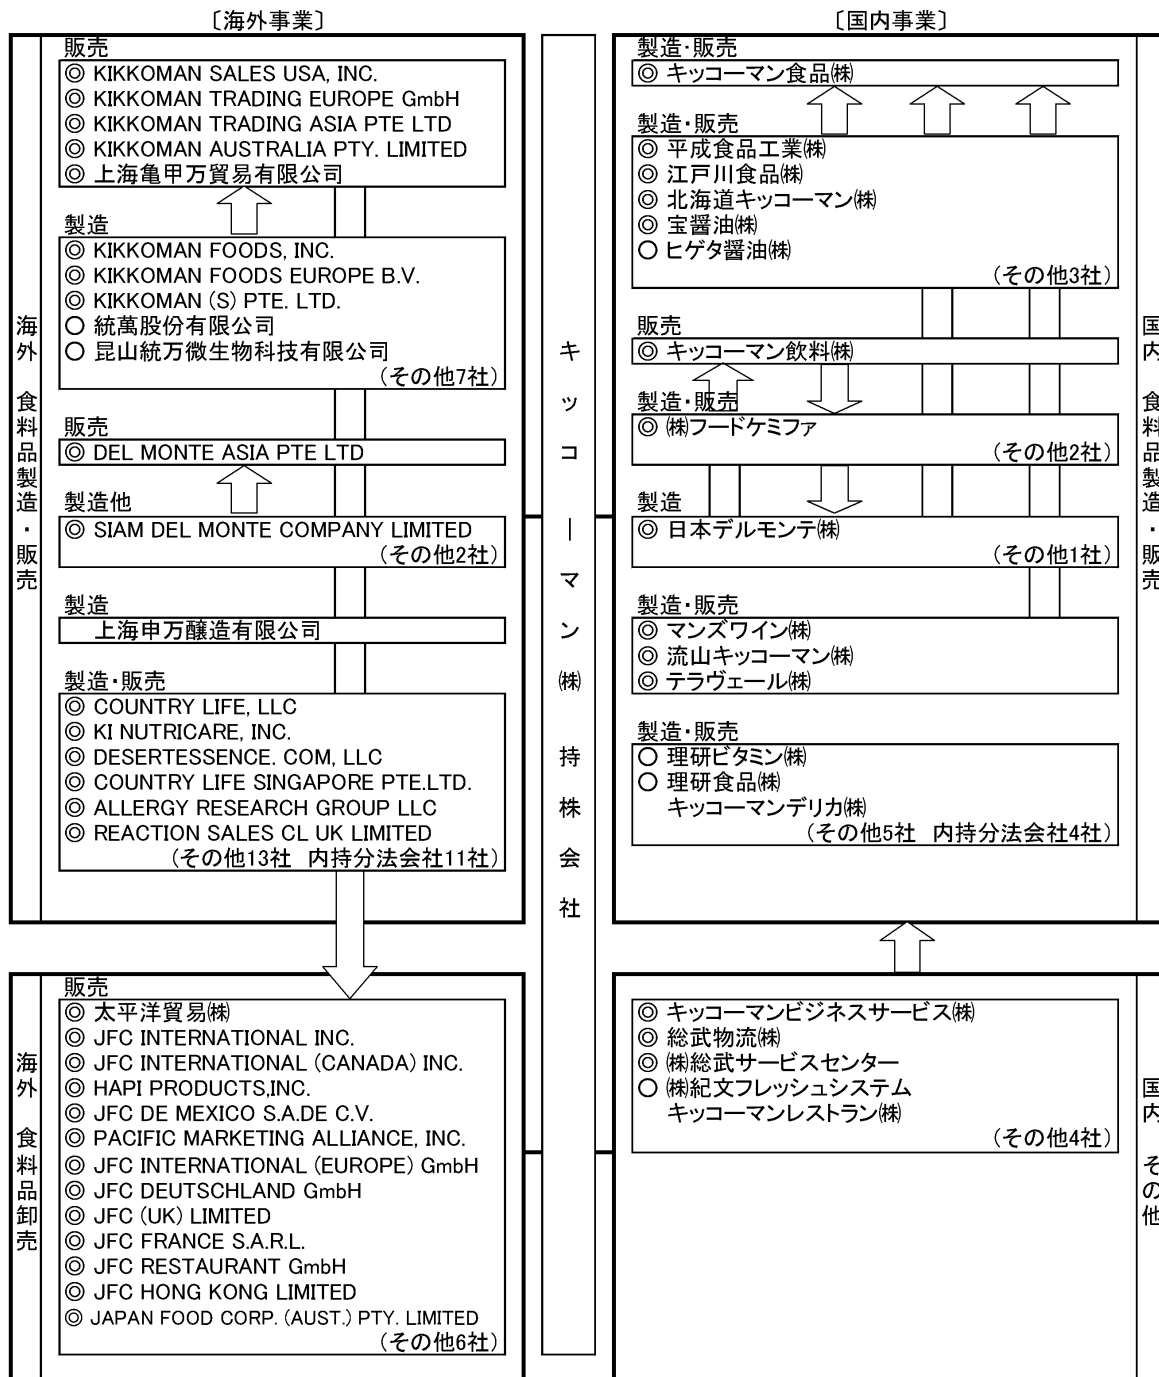 〔海外事業〕
海外 食料品製造・販売
販売
◎ KIKKOMAN SALES USA, INC.
◎ KIKKOMAN TRADING EUROPE GmbH
◎ KIKKOMAN TRADING ASIA PTE LTD
◎ KIKKOMAN AUSTRALIA PTY. LIMITED
◎ 上海亀甲万貿易有限公司
製造
◎ KIKKOMAN FOODS, INC.
◎ KIKKOMAN FOODS EUROPE B.V.
◎ KIKKOMAN (S) PTE. LTD.
○ 統萬股份有限公司
○ 昆山統万微生物科技有限公司
(その他7社)
販売
◎ DEL MONTE ASIA PTE LTD
製造他
◎ SIAM DEL MONTE COMPANY LIMITED
(その他2社)
製造
上海申万醸造有限公司
製造・販売
◎ COUNTRY LIFE, LLC
◎ KI NUTRICARE, INC.
◎ DESERTESSENCE. COM, LLC
◎ COUNTRY LIFE SINGAPORE PTE.LTD.
◎ ALLERGY RESEARCH GROUP LLC
◎ REACTION SALES CL UK LIMITED
(その他13社 内持分法会社11社)
海外 食料品卸売
販売
◎ 太平洋貿易㈱
◎ JFC INTERNATIONAL INC.
◎ JFC INTERNATIONAL (CANADA) INC.
◎ HAPI PRODUCTS,INC.
◎ JFC DE MEXICO S.A.DE C.V.
◎ PACIFIC MARKETING ALLIANCE, INC.
◎ JFC INTERNATIONAL (EUROPE) GmbH
◎ JFC DEUTSCHLAND GmbH
◎ JFC (UK) LIMITED
◎ JFC FRANCE S.A.R.L.
◎ JFC RESTAURANT GmbH
◎ JFC HONG KONG LIMITED
◎ JAPAN FOOD CORP. (AUST.) PTY. LIMITED
(その他6社)
キッコーマン㈱ 持株会社
〔国内事業〕
製造・販売
◎ キッコーマン食品㈱
製造・販売
◎ 平成食品工業㈱
◎ 江戸川食品㈱
◎ 北海道キッコーマン㈱
◎ 宝醤油㈱
○ ヒゲタ醤油㈱
(その他3社)
販売
◎ キッコーマン飲料㈱
製造・販売
◎ ㈱フードケミファ
(その他2社)
製造
◎ 日本デルモンテ㈱
(その他1社)
製造・販売
◎ マンズワイン㈱
◎ 流山キッコーマン㈱
◎ テラヴェール㈱
製造・販売
○ 理研ビタミン㈱
○ 理研食品㈱
キッコーマンデリカ㈱
(その他5社 内持分法会社4社)
国内 食料品製造・販売
◎ キッコーマンビジネスサービス㈱
◎ 総武物流㈱
◎ ㈱総武サービスセンター
○ ㈱紀文フレッシュシステム
キッコーマンレストラン㈱
(その他4社)
国内 その他